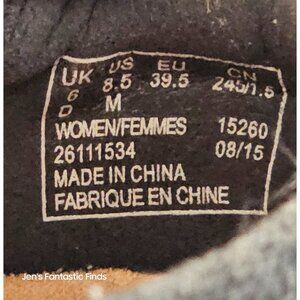 UK US EU CN
6 8.5 39.5 245/1.5
D M
WOMEN/FEMMES 15260
26111534 08/15
MADE IN CHINA
FABRIQUE EN CHINE
Jen's Fantastic Finds